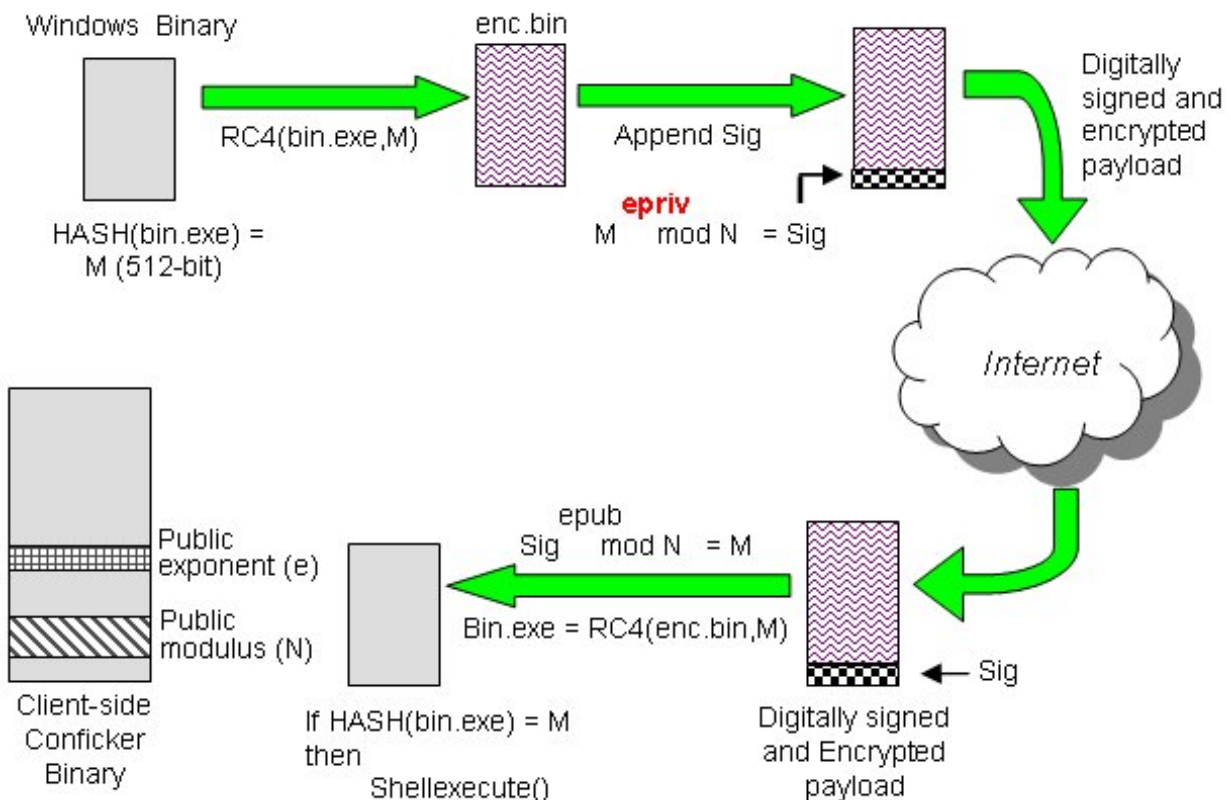 Windows Binary
enc.bin
RC4(bin.exe,M)
Append Sig
Digitally
signed and
encrypted
payload
HASH(bin.exe) =
M (512-bit)
epriv
M mod N = Sig
Internet
Public
exponent (e)
Public
modulus (N)
Client-side
Conficker
Binary
epub
Sig mod N = M
Bin.exe = RC4(enc.bin,M)
If HASH(bin.exe) = M
then
Shellexecute()
Sig
Digitally signed
and Encrypted
payload